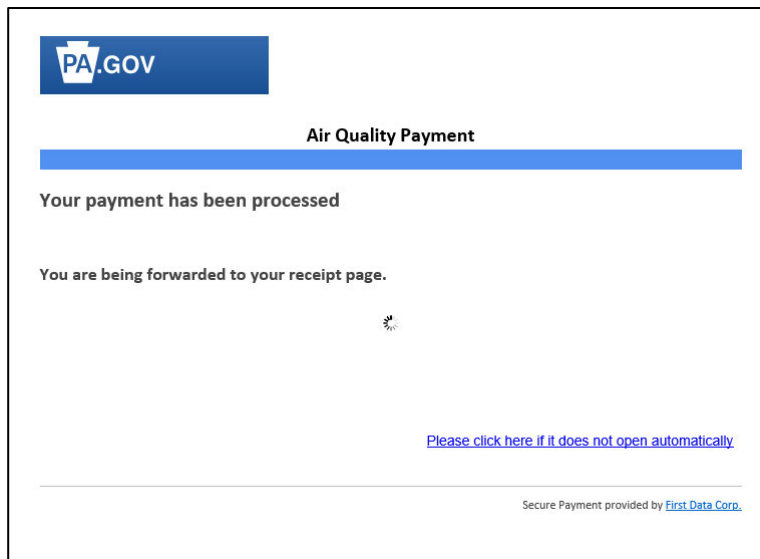 PA.GOV
Air Quality Payment
Your payment has been processed
You are being forwarded to your receipt page.
Please click here if it does not open automatically
Secure Payment provided by First Data Corp.